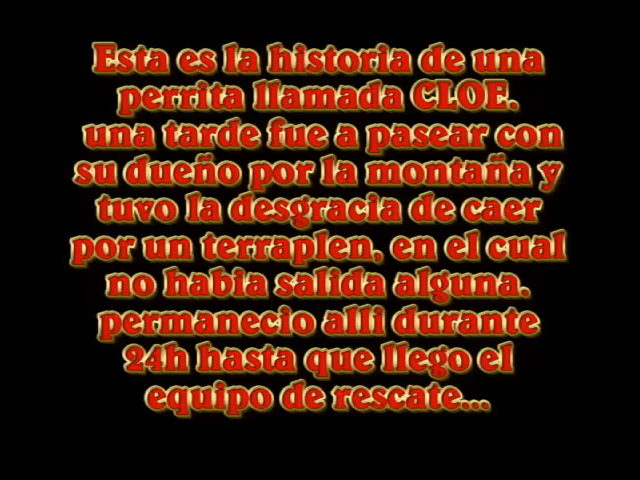 Esta es la historia de una
perrita llamada CLOE.
una tarde fue a pasear con
su dueño por la montaña y
tuvo la desgracia de caer
por un terraplen, en el cual
no habia salida alguna.
permanecio alli durante
24h hasta que llego el
equipo de rescate...